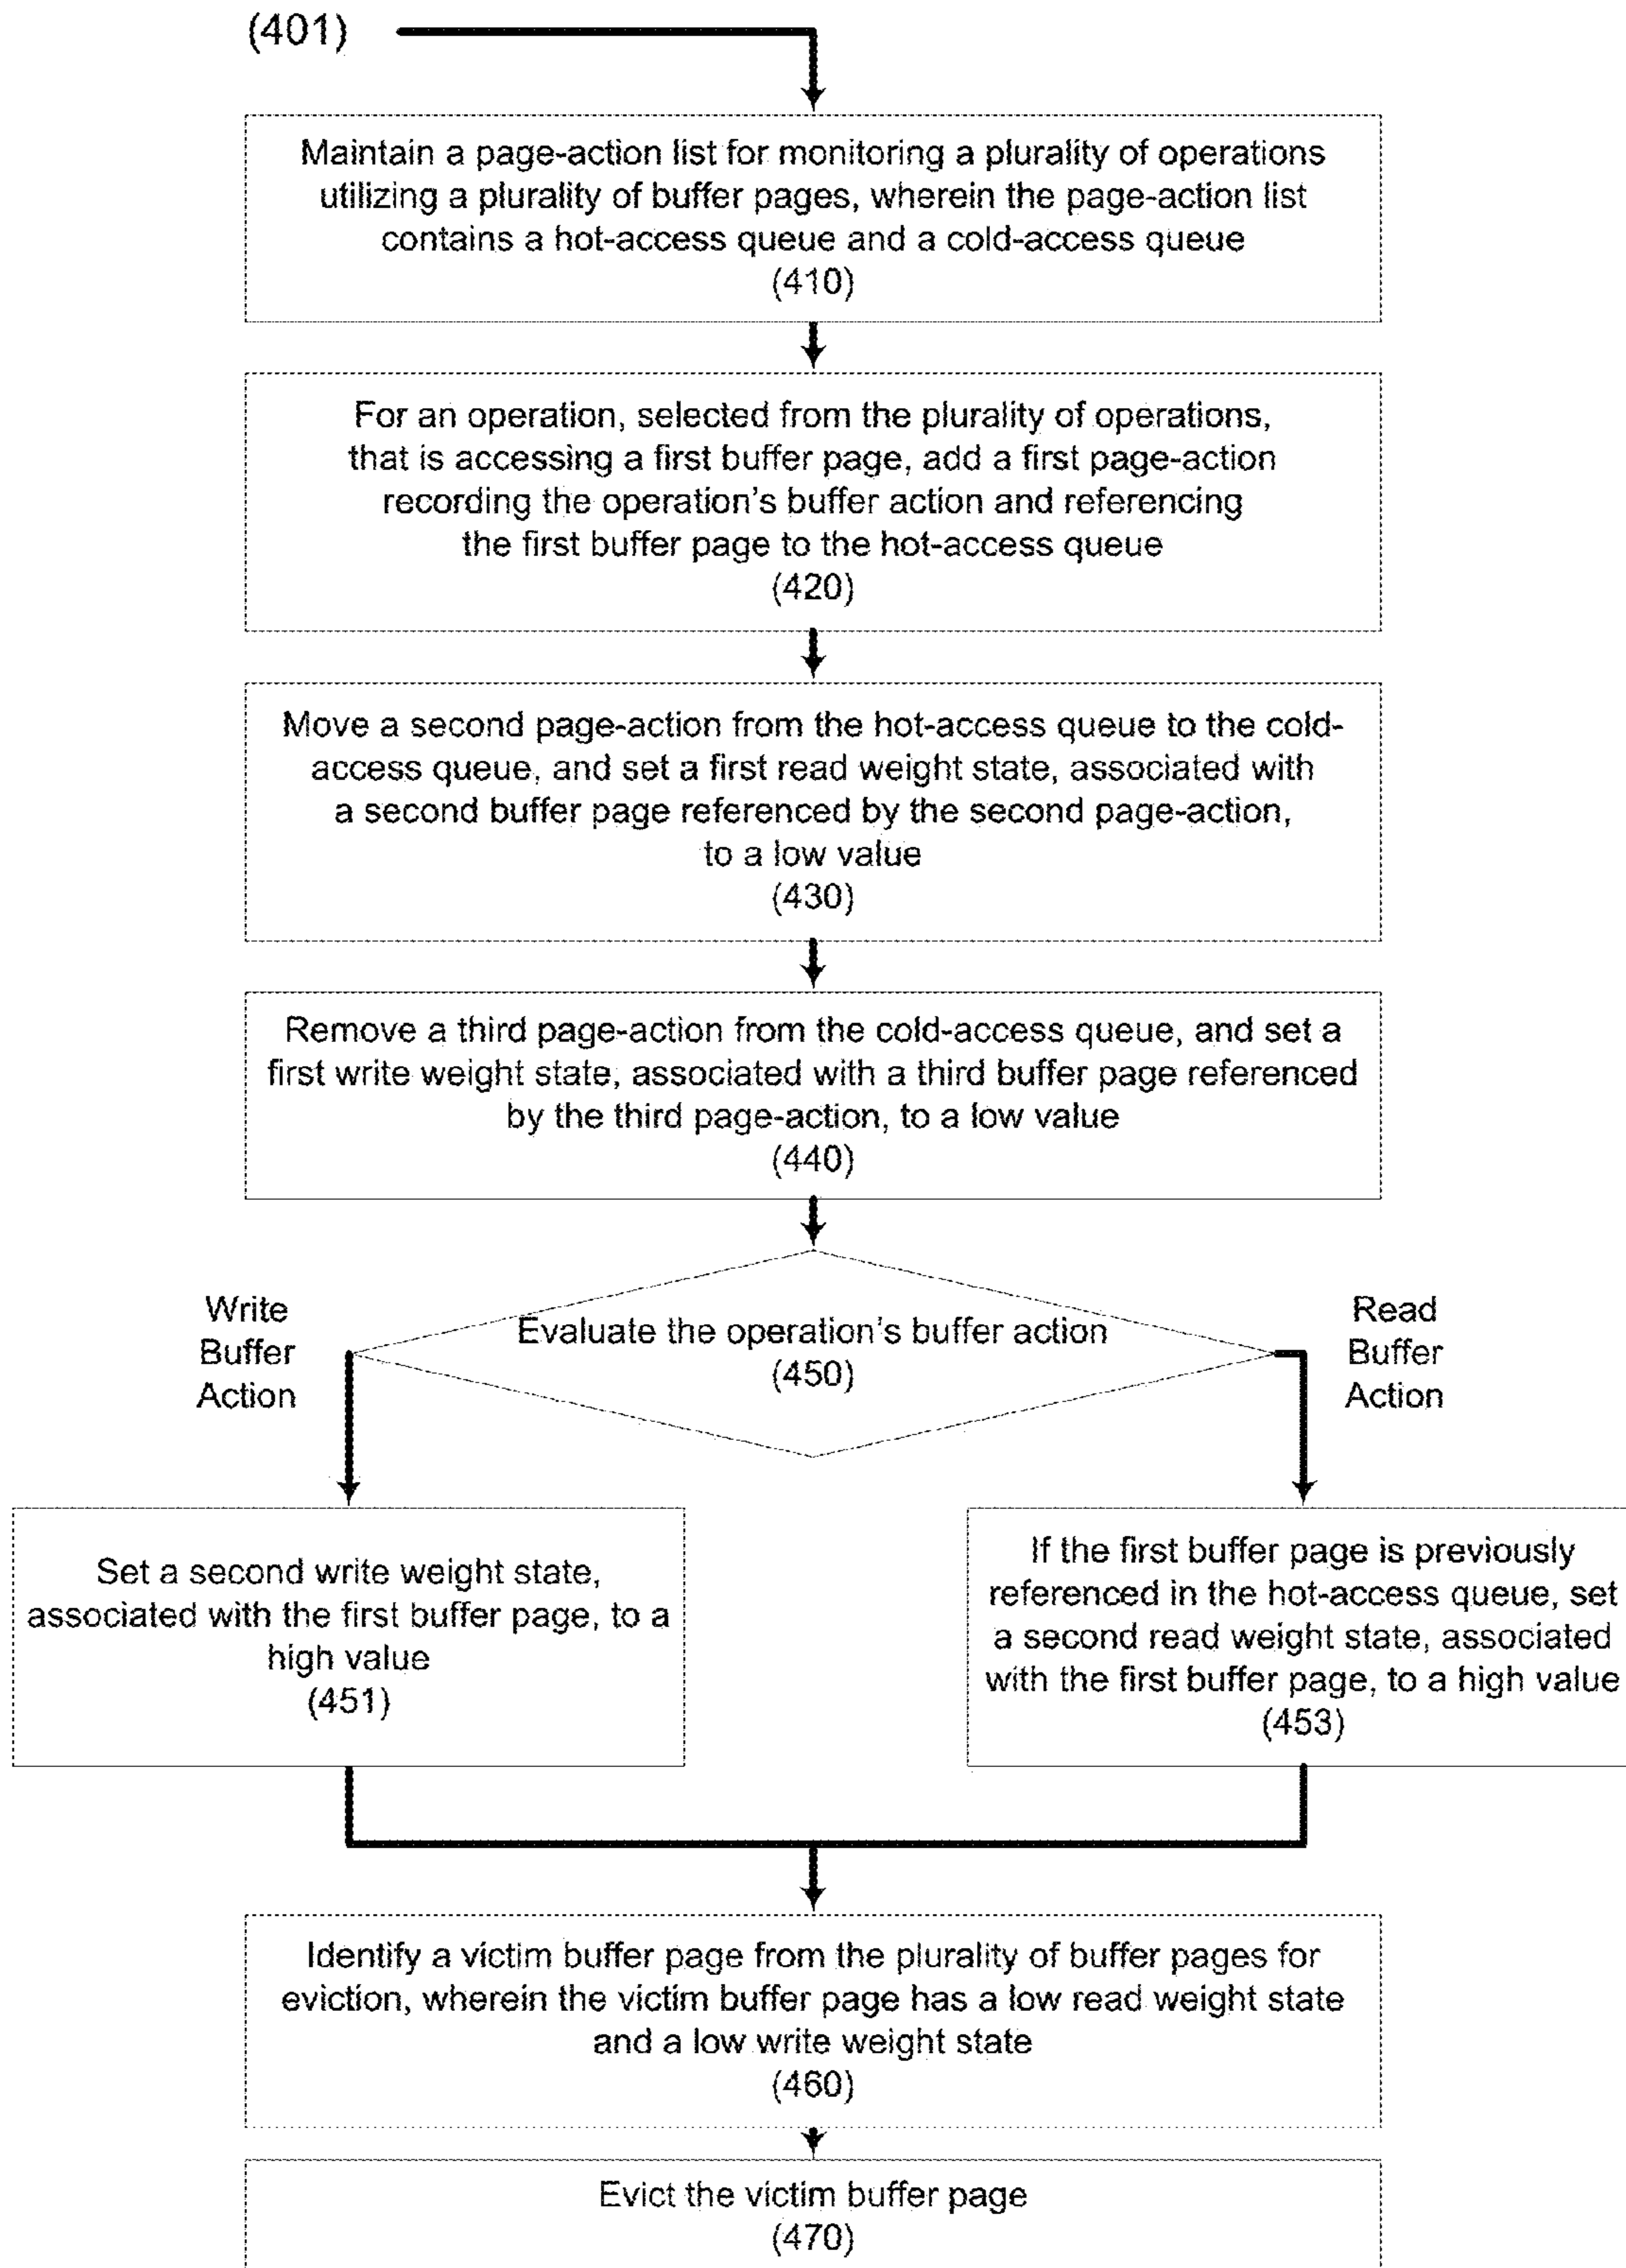 (401)
Maintain a page-action list for monitoring a plurality of operations
utilizing a plurality of buffer pages, wherein the page-action list
contains a hot-access queue and a cold-access queue
(410)
For an operation, selected from the plurality of operations,
that is accessing a first buffer page, add a first page-action
recording the operation's buffer action and referencing
the first buffer page to the hot-access queue
(420)
Move a second page-action from the hot-access queue to the cold-
access queue, and set a first read weight state, associated with
a second buffer page referenced by the second page-action,
to a low value
(430)
Remove a third page-action from the cold-access queue, and set a
first write weight state, associated with a third buffer page referenced
by the third page-action, to a low value
(440)
Write
Buffer
Action
Evaluate the operation's buffer action
(450)
Read
Buffer
Action
Set a second write weight state,
associated with the first buffer page, to a
high value
(451)
If the first buffer page is previously
referenced in the hot-access queue, set
a second read weight state, associated
with the first buffer page, to a high value
(453)
Identify a victim buffer page from the plurality of buffer pages for
eviction, wherein the victim buffer page has a low read weight state
and a low write weight state
(460)
Evict the victim buffer page
(470)